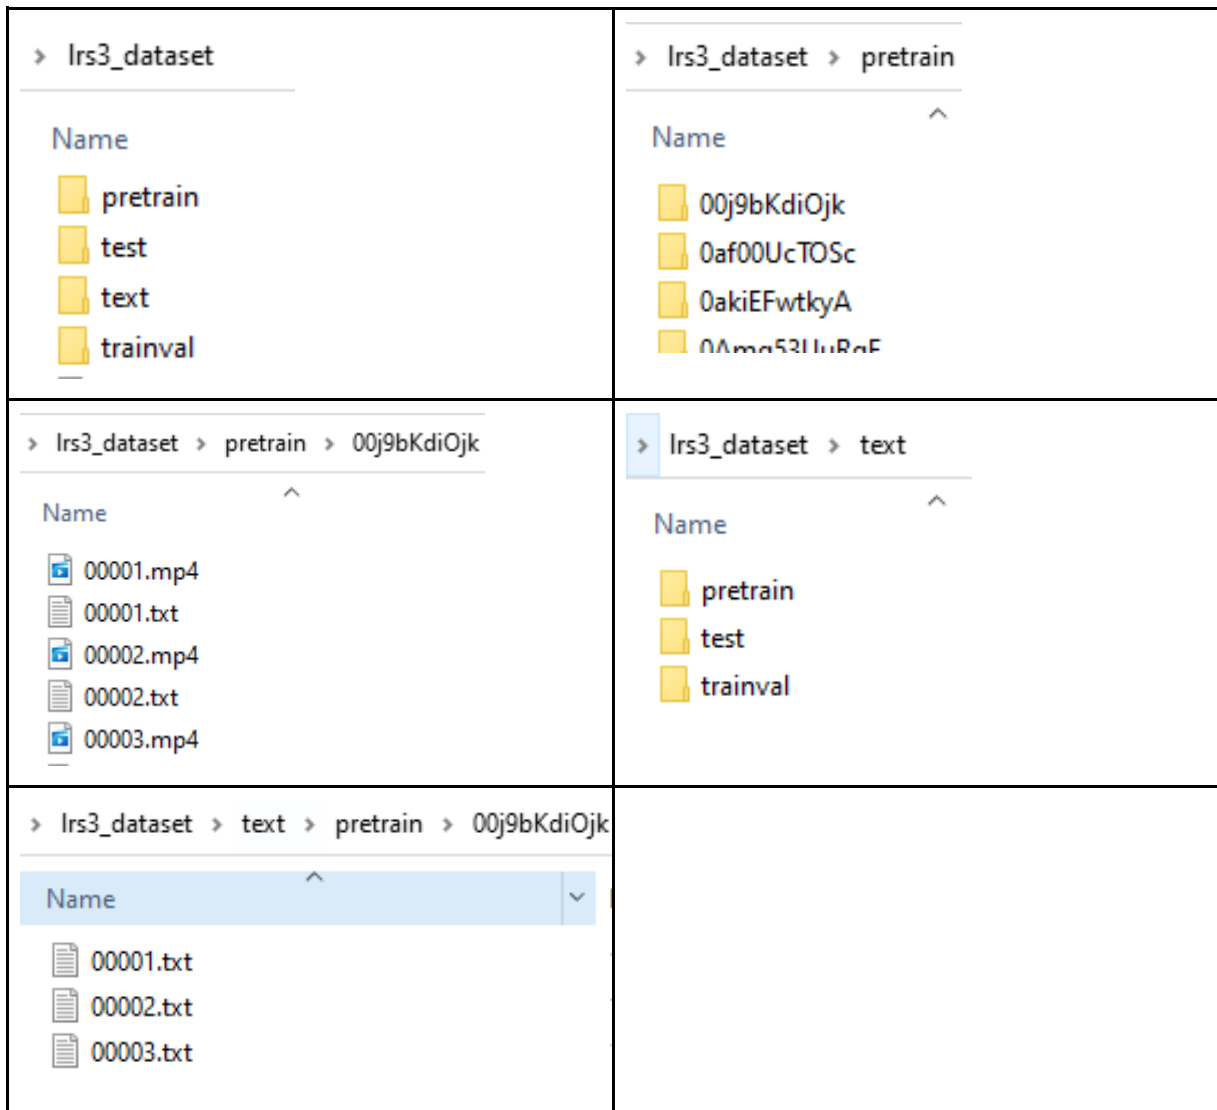 > lrs3_dataset
Name
pretrain
test
text
trainval
> lrs3_dataset > pretrain
Name
00j9bKdiOjk
0af00UcTOSc
0akiEFwtkyA
> lrs3_dataset > pretrain > 00j9bKdiOjk
Name
00001.mp4
00001.txt
00002.mp4
00002.txt
00003.mp4
> lrs3_dataset > text
Name
pretrain
test
trainval
> lrs3_dataset > text > pretrain > 00j9bKdiOjk
Name
00001.txt
00002.txt
00003.txt